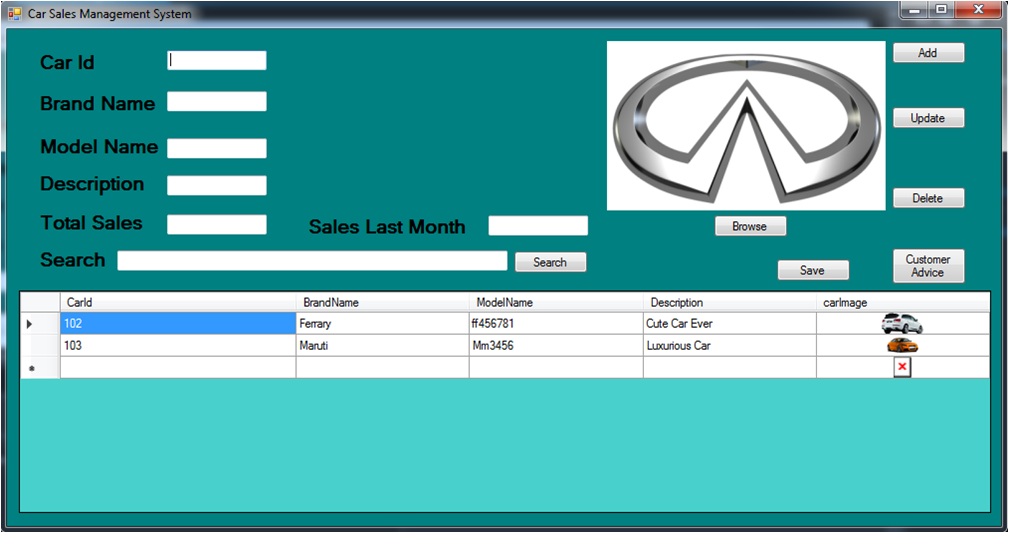 Car Sales Management System
Car Id
Add
Brand Name
Update
Model Name
Description
Delete
Total Sales
Sales Last Month
Browse
Search
Search
Save
Customer
Advice
CarId BrandName ModelName Description carImage
102 Ferrary ff456781 Cute Car Ever
103 Maruti Mm3456 Luxurious Car